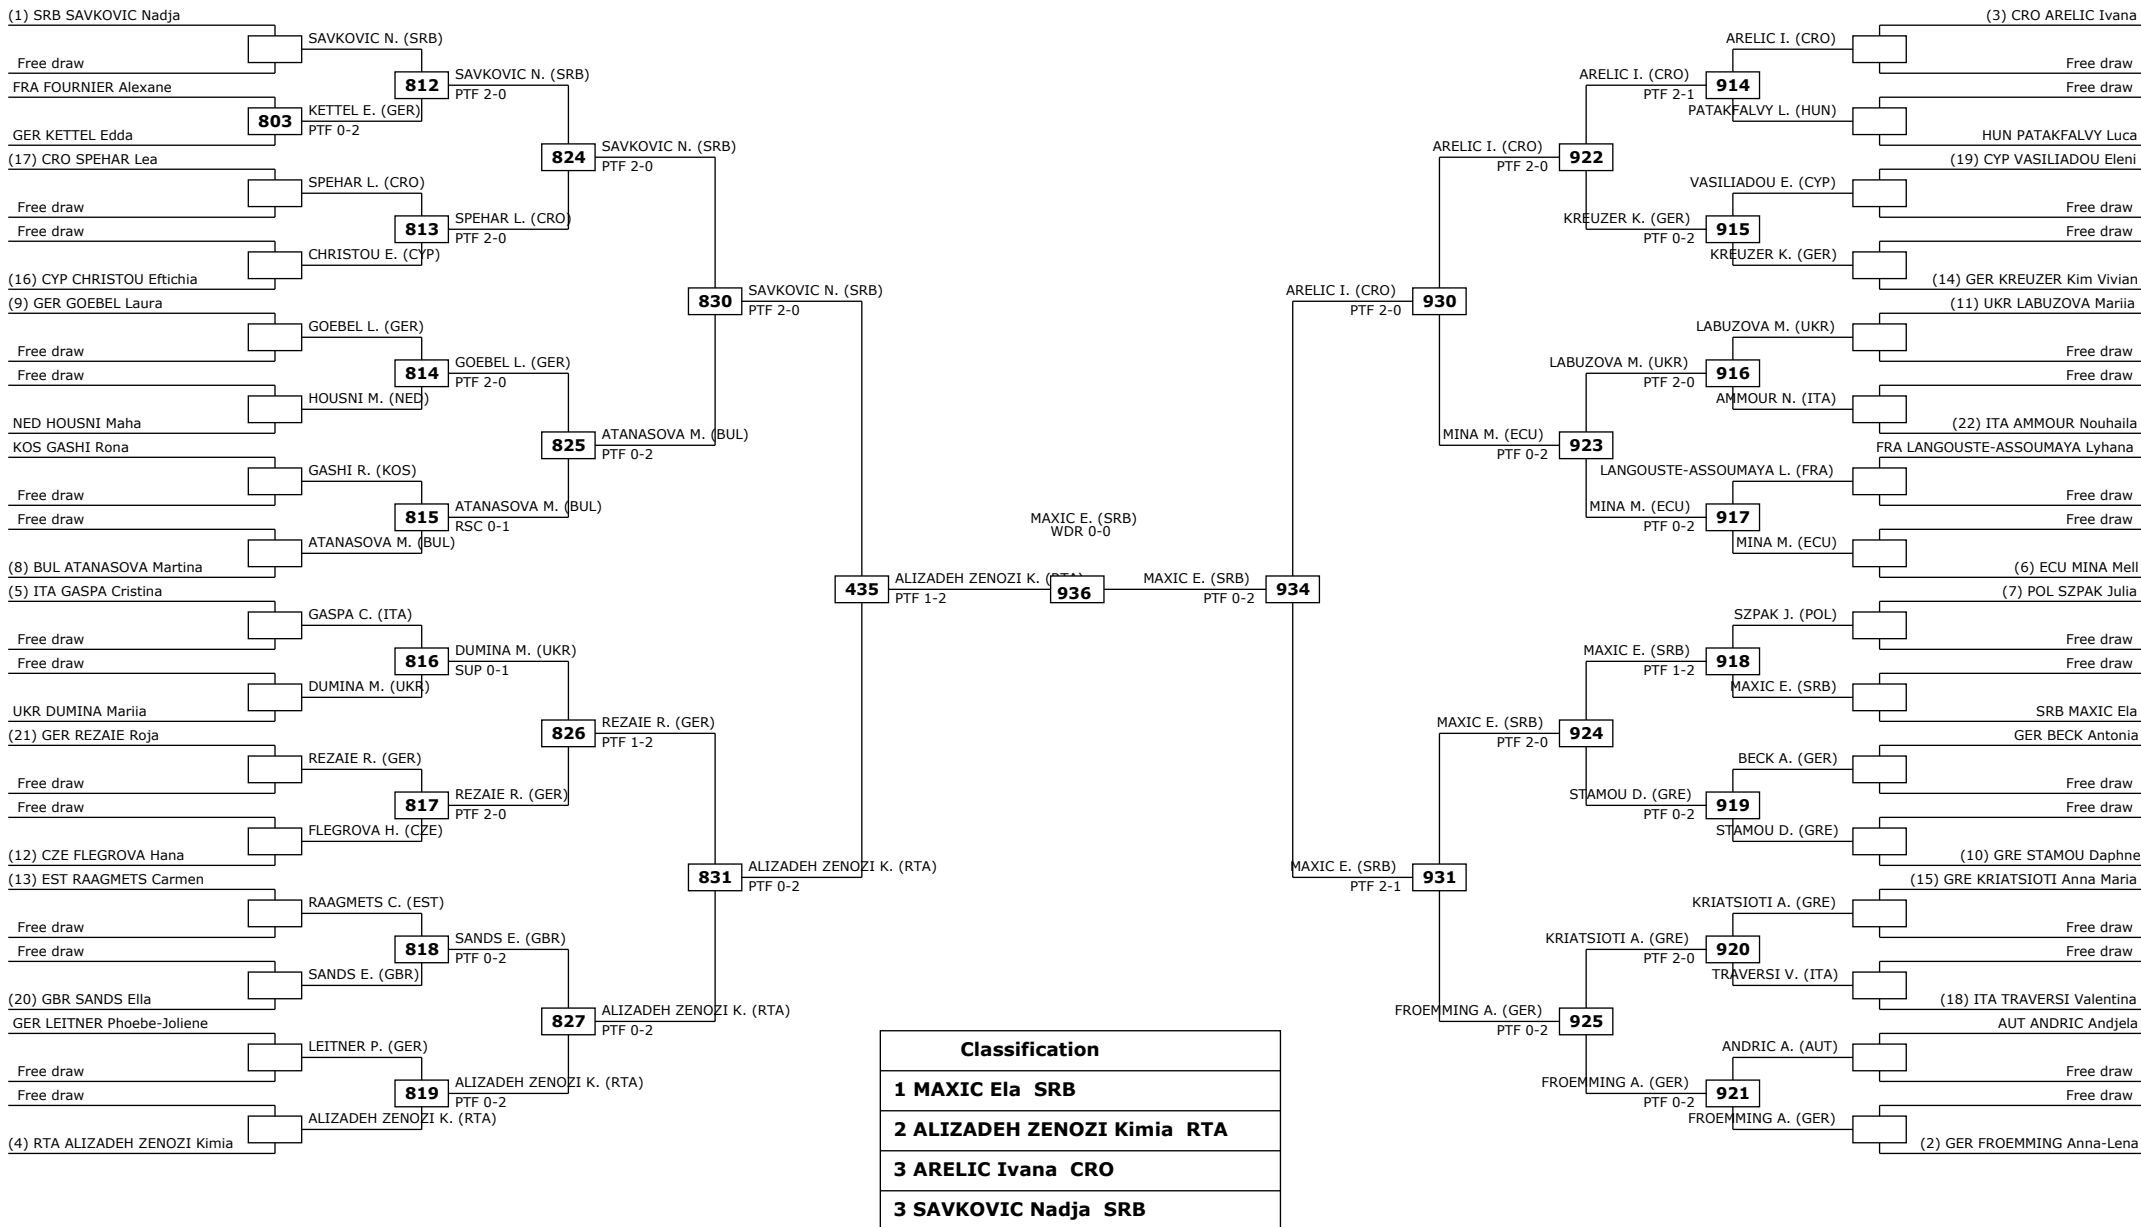 (1) SRB SAVKOVIC Nadja
Free draw
FRA FOURNIER Alexane
GER KETTEL Edda
(17) CRO SPEHAR Lea
Free draw
Free draw
(16) CYP CHRISTOU Eftichia
(9) GER GOEBEL Laura
Free draw
Free draw
NED HOUSNI Maha
KOS GASHI Rona
Free draw
Free draw
(8) BUL ATANASOVA Martina
(5) ITA GASPA Cristina
Free draw
Free draw
UKR DUMINA Mariia
(21) GER REZAIE Roja
Free draw
Free draw
(12) CZE FLEGROVA Hana
(13) EST RAAGMETS Carmen
Free draw
Free draw
(20) GBR SANDS Ella
GER LEITNER Phoebe-Joliene
Free draw
Free draw
(4) RTA ALIZADEH ZENOZI Kimia
SAVKOVIC N. (SRB)
803
KETTEL E. (GER)
PTF 0-2
SPEHAR L. (CRO)
CHRISTOU E. (CYP)
GOEBEL L. (GER)
HOUSNI M. (NED)
GASHI R. (KOS)
ATANASOVA M. (BUL)
GASPA C. (ITA)
DUMINA M. (UKR)
REZAIE R. (GER)
FLEGROVA H. (CZE)
RAAGMETS C. (EST)
SANDS E. (GBR)
LEITNER P. (GER)
ALIZADEH ZENOZI K. (RTA)
812
SAVKOVIC N. (SRB)
PTF 2-0
813
SPEHAR L. (CRO)
PTF 2-0
814
GOEBEL L. (GER)
PTF 2-0
815
ATANASOVA M. (BUL)
RSC 0-1
816
DUMINA M. (UKR)
SUP 0-1
817
REZAIE R. (GER)
PTF 2-0
818
SANDS E. (GBR)
PTF 0-2
819
ALIZADEH ZENOZI K. (RTA)
PTF 0-2
824
SAVKOVIC N. (SRB)
PTF 2-0
825
ATANASOVA M. (BUL)
PTF 0-2
826
REZAIE R. (GER)
PTF 1-2
827
ALIZADEH ZENOZI K. (RTA)
PTF 0-2
830
SAVKOVIC N. (SRB)
PTF 2-0
831
ALIZADEH ZENOZI K. (RTA)
PTF 0-2
435
ALIZADEH ZENOZI K. (RTA)
PTF 1-2
MAXIC E. (SRB)
WDR 0-0
936
MAXIC E. (SRB)
PTF 0-2
934
ARELIC I. (CRO)
PTF 2-0
930
MAXIC E. (SRB)
PTF 2-1
931
ARELIC I. (CRO)
PTF 2-0
922
MINA M. (ECU)
PTF 0-2
923
MAXIC E. (SRB)
PTF 2-0
924
FROEMMING A. (GER)
PTF 0-2
925
ARELIC I. (CRO)
PTF 2-1
914
KREUZER K. (GER)
PTF 0-2
915
LABUZOVA M. (UKR)
PTF 2-0
916
MINA M. (ECU)
PTF 0-2
917
MAXIC E. (SRB)
PTF 1-2
918
STAMOU D. (GRE)
PTF 0-2
919
KRIATSIOTI A. (GRE)
PTF 2-0
920
FROEMMING A. (GER)
PTF 0-2
921
ARELIC I. (CRO)
PATAKFALVY L. (HUN)
VASILIADOU E. (CYP)
KREUZER K. (GER)
LABUZOVA M. (UKR)
AMMOUR N. (ITA)
LANGOUSTE-ASSOUMAYA L. (FRA)
MINA M. (ECU)
SZPAK J. (POL)
MAXIC E. (SRB)
BECK A. (GER)
STAMOU D. (GRE)
KRIATSIOTI A. (GRE)
TRAVERSI V. (ITA)
ANDRIC A. (AUT)
FROEMMING A. (GER)
(3) CRO ARELIC Ivana
Free draw
Free draw
HUN PATAKFALVY Luca
(19) CYP VASILIADOU Eleni
Free draw
Free draw
(14) GER KREUZER Kim Vivian
(11) UKR LABUZOVA Mariia
Free draw
Free draw
(22) ITA AMMOUR Nouhaila
FRA LANGOUSTE-ASSOUMAYA Lyhana
Free draw
Free draw
(6) ECU MINA Mell
(7) POL SZPAK Julia
Free draw
Free draw
SRB MAXIC Ela
GER BECK Antonia
Free draw
Free draw
(10) GRE STAMOU Daphne
(15) GRE KRIATSIOTI Anna Maria
Free draw
Free draw
(18) ITA TRAVERSI Valentina
AUT ANDRIC Andjela
Free draw
Free draw
(2) GER FROEMMING Anna-Lena
Classification
1 MAXIC Ela SRB
2 ALIZADEH ZENOZI Kimia RTA
3 ARELIC Ivana CRO
3 SAVKOVIC Nadja SRB